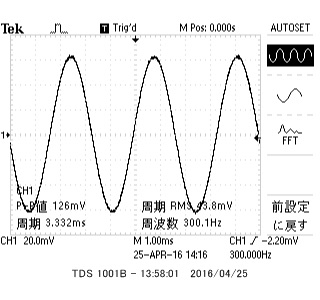 Tek T Trig'd M Pos: 0.000s AUTOSET
FFT
1
CH1
P-P値 126mV 周期 RMS 43.8mV
周期 3.332ms 周波数 300.1Hz
前設定
に戻す
CH1 20.0mV M 1.00ms CH1 -2.20mV
25-APR-16 14:16 300.000Hz
TDS 1001B - 13:58:01 2016/04/25